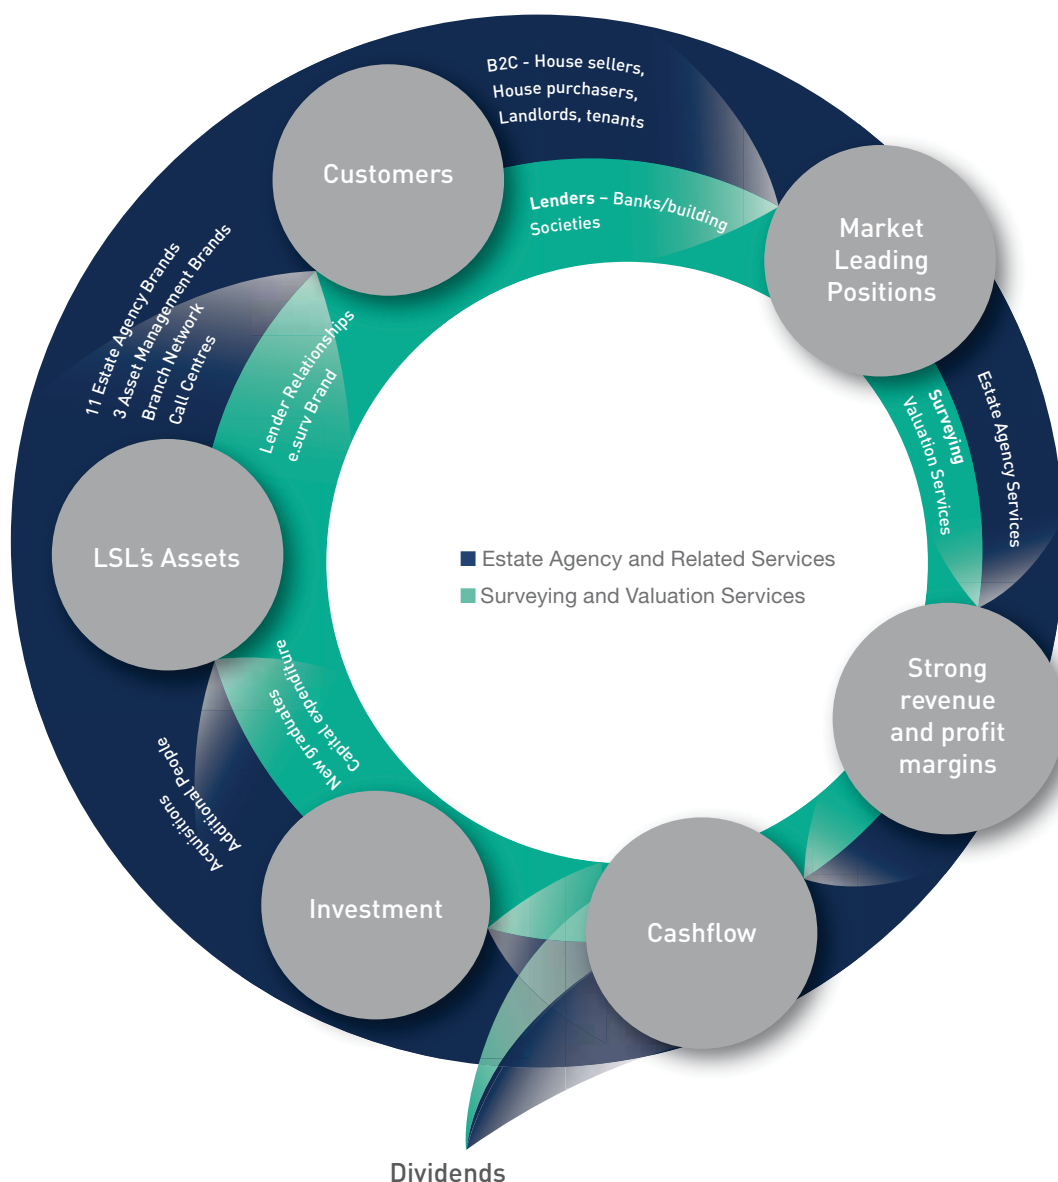 B2C - House sellers,
House purchasers,
Landlords, tenants
Customers
Lenders – Banks/building
Societies
Market
Leading
Positions
11 Estate Agency Brands
3 Asset Management Brands
Branch Network
Call Centres
Lender Relationships
e.surv Brand
Estate Agency Services
Surveying
Valuation Services
LSL's Assets
Estate Agency and Related Services
Surveying and Valuation Services
Strong
revenue
and profit
margins
Capital expenditure
New graduates
Additional People
Acquisitions
Investment
Cashflow
Dividends